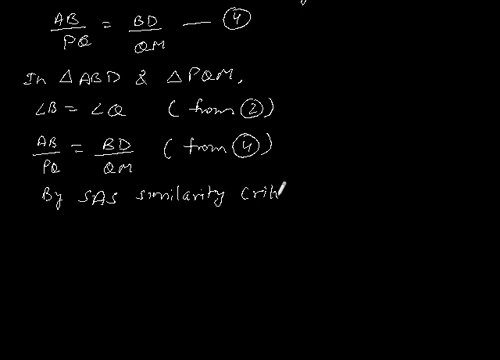 AB/PQ = BD/QM — ④
In △ABD & △PQM,
∠B = ∠Q (from ②)
AB/PQ = BD/QM (from ④)
By SAS similarity